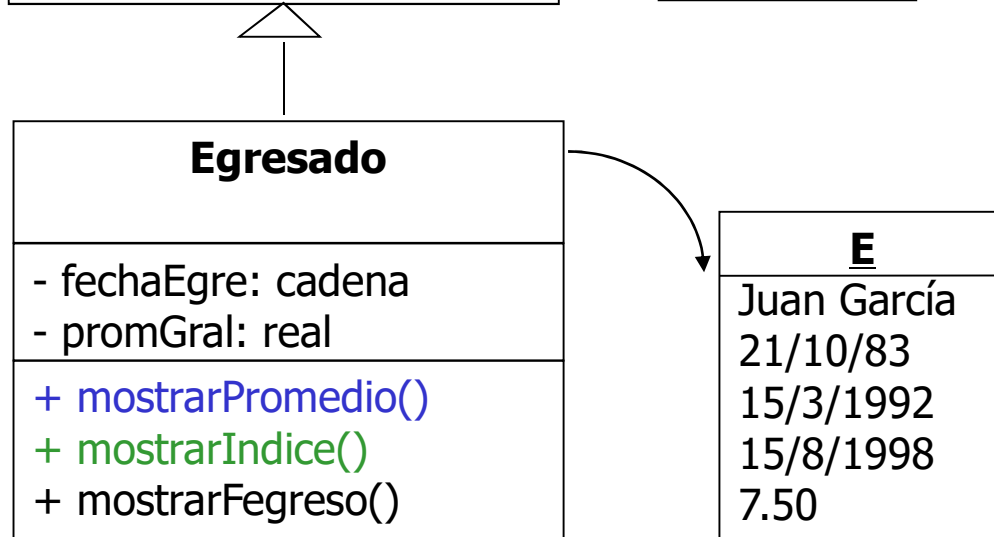 Egresado
- fechaEgre: cadena
- promGral: real
+ mostrarPromedio()
+ mostrarIndice()
+ mostrarFegreso()
E
Juan García
21/10/83
15/3/1992
15/8/1998
7.50